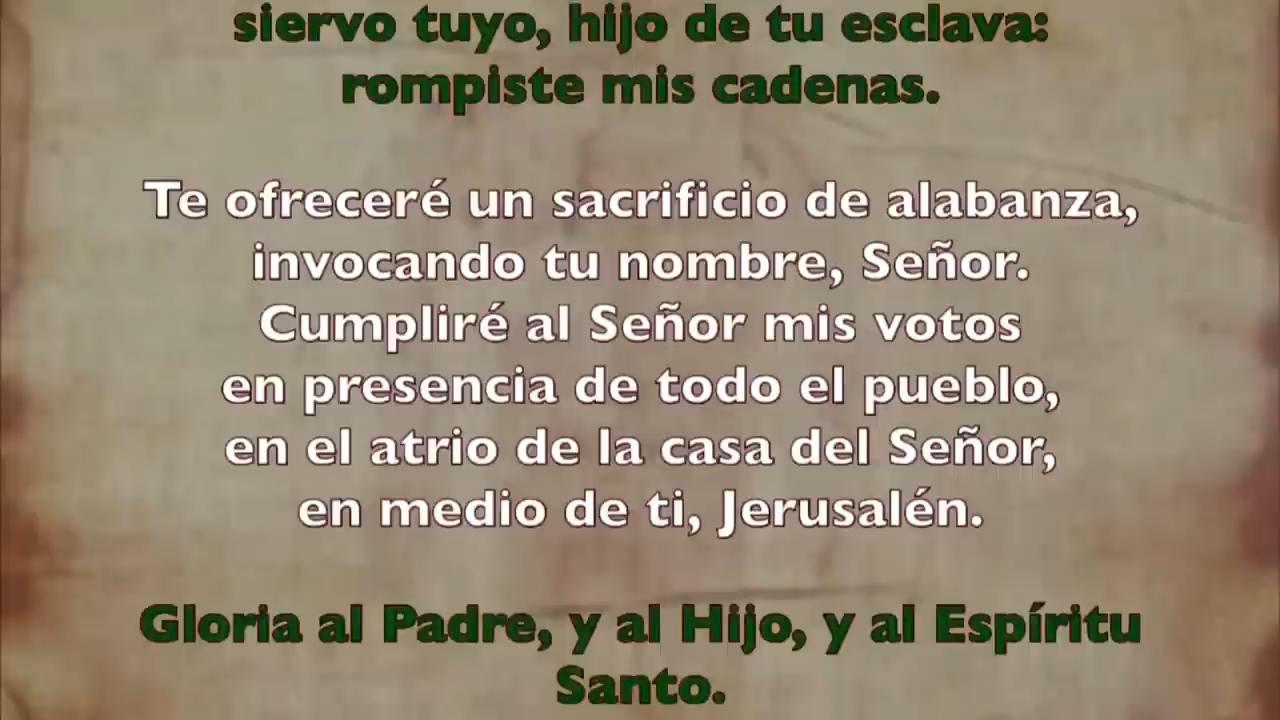 siervo tuyo, hijo de tu esclava:
rompiste mis cadenas.
Te ofreceré un sacrificio de alabanza,
invocando tu nombre, Señor.
Cumpliré al Señor mis votos
en presencia de todo el pueblo,
en el atrio de la casa del Señor,
en medio de ti, Jerusalén.
Gloria al Padre, y al Hijo, y al Espíritu
Santo.